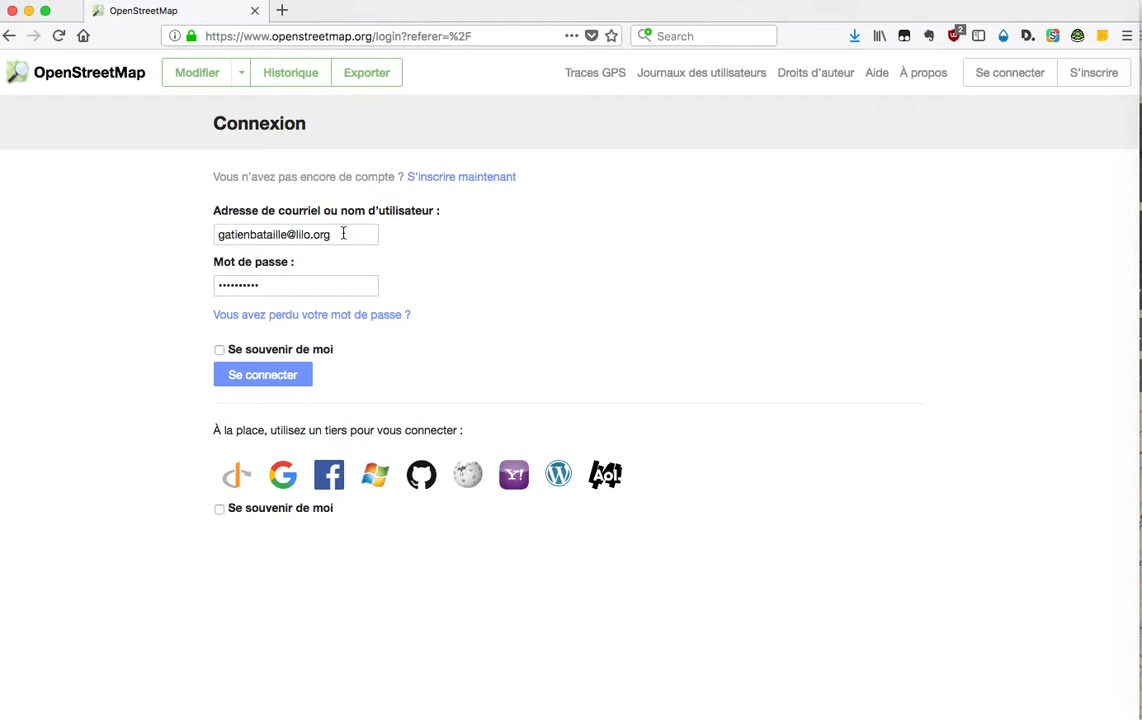 OpenStreetMap
https://www.openstreetmap.org/login?referer=%2F
Search
2
D.
OpenStreetMap
Modifier
Historique
Exporter
Traces GPS
Journaux des utilisateurs
Droits d'auteur
Aide
À propos
Se connecter
S'inscrire
Connexion
Vous n'avez pas encore de compte ? S'inscrire maintenant
Adresse de courriel ou nom d'utilisateur :
gatienbataille@lilo.org
Mot de passe :
Vous avez perdu votre mot de passe ?
Se souvenir de moi
Se connecter
À la place, utilisez un tiers pour vous connecter :
Y!
Aol.
Se souvenir de moi